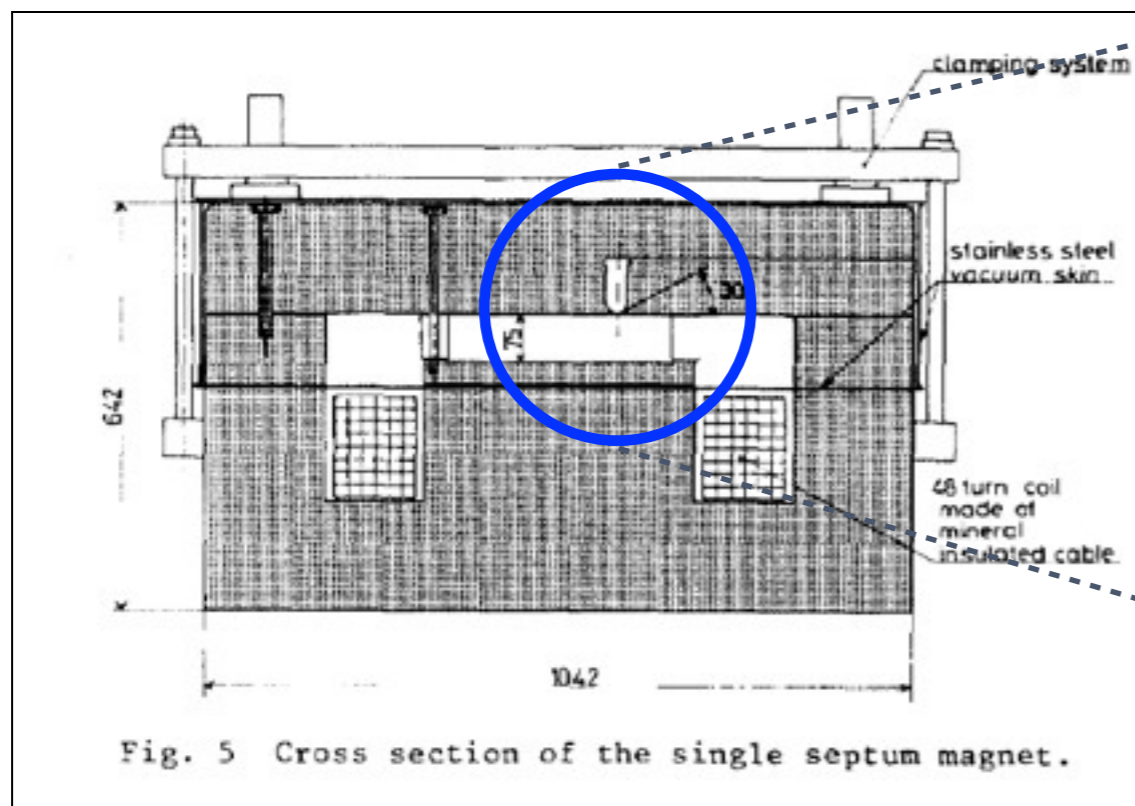 clamping system
stainless steel
vacuum skin
30
75
642
48 turn coil
made of
mineral
insulated cable
1042
Fig. 5 Cross section of the single septum magnet.